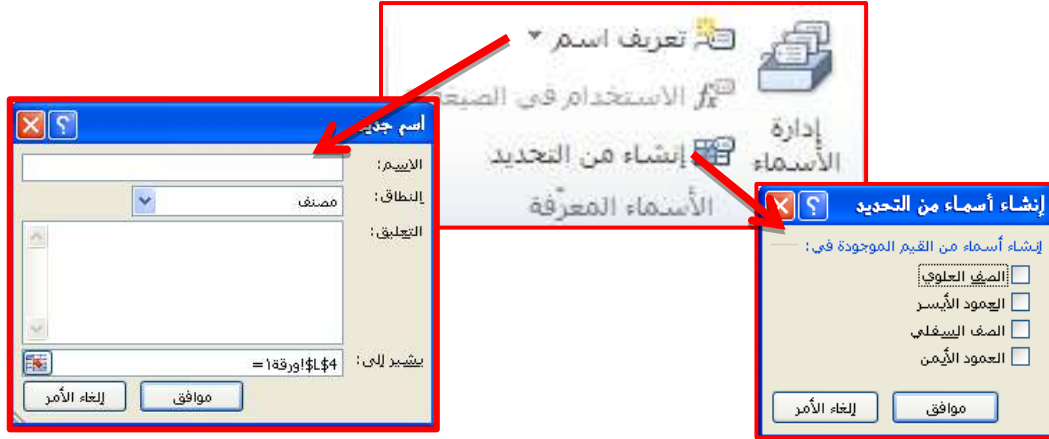 تعريف اسم
الاستخدام في الصيغة
إنشاء من التحديد
إدارة
الأسماء
الأسماء المعرّفة
اسم جديد
الاسم:
النطاق:
مصنف
التعليق:
يشير إلى:
=ورقة١!$L$4
موافق
إلغاء الأمر
إنشاء أسماء من التحديد
إنشاء أسماء من القيم الموجودة في:
الصف العلوي
العمود الأيسر
الصف السفلي
العمود الأيمن
موافق
إلغاء الأمر